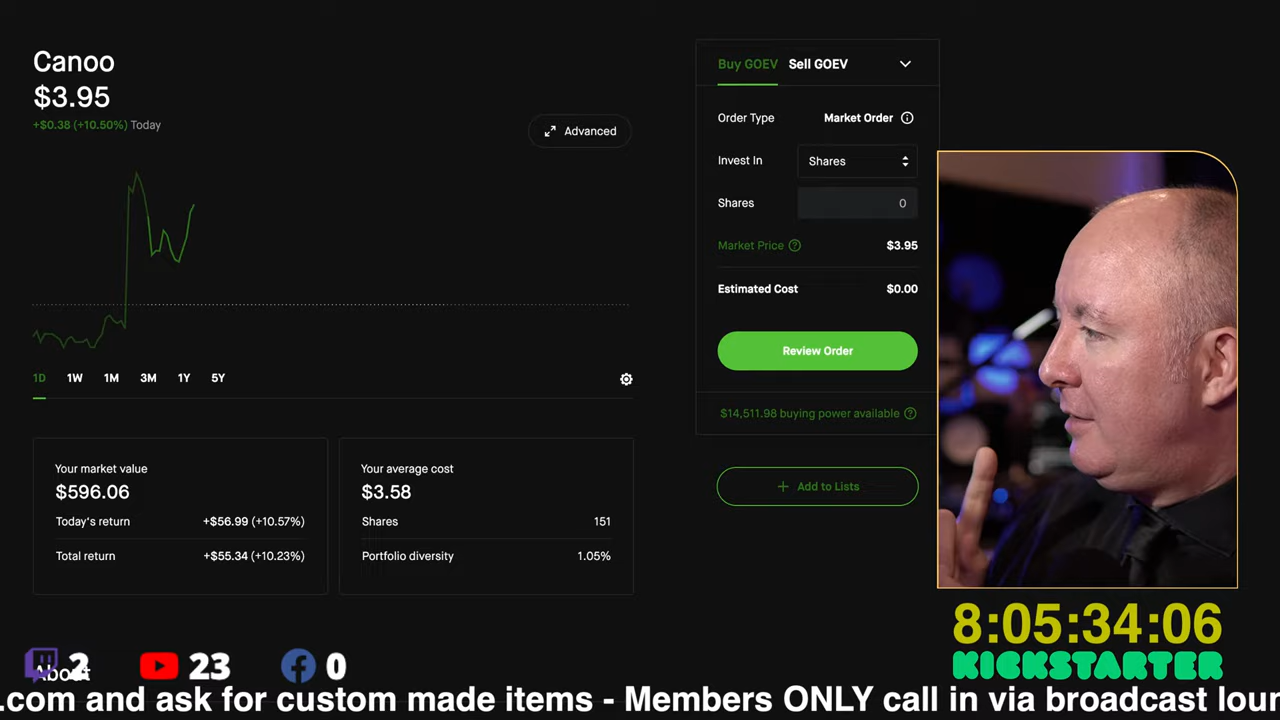 Canoo
$3.95
+$0.38 (+10.50%) Today
Advanced
1D 1W 1M 3M 1Y 5Y
Your market value
$596.06
Today's return +$56.99 (+10.57%)
Total return +$55.34 (+10.23%)
Your average cost
$3.58
Shares 151
Portfolio diversity 1.05%
Buy GOEV Sell GOEV
Order Type Market Order
Invest In Shares
Shares 0
Market Price $3.95
Estimated Cost $0.00
Review Order
$14,511.98 buying power available
+ Add to Lists
8:05:34:06
KICKSTARTER
About
2 23 0
.com and ask for custom made items - Members ONLY call in via broadcast